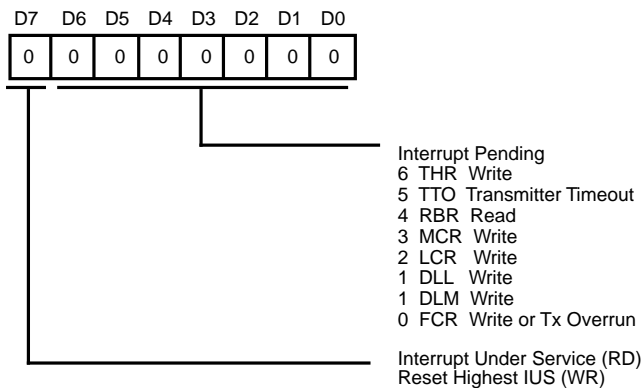 D7 D6 D5 D4 D3 D2 D1 D0
0 0 0 0 0 0 0 0
Interrupt Pending
6 THR Write
5 TTO Transmitter Timeout
4 RBR Read
3 MCR Write
2 LCR Write
1 DLL Write
1 DLM Write
0 FCR Write or Tx Overrun
Interrupt Under Service (RD)
Reset Highest IUS (WR)